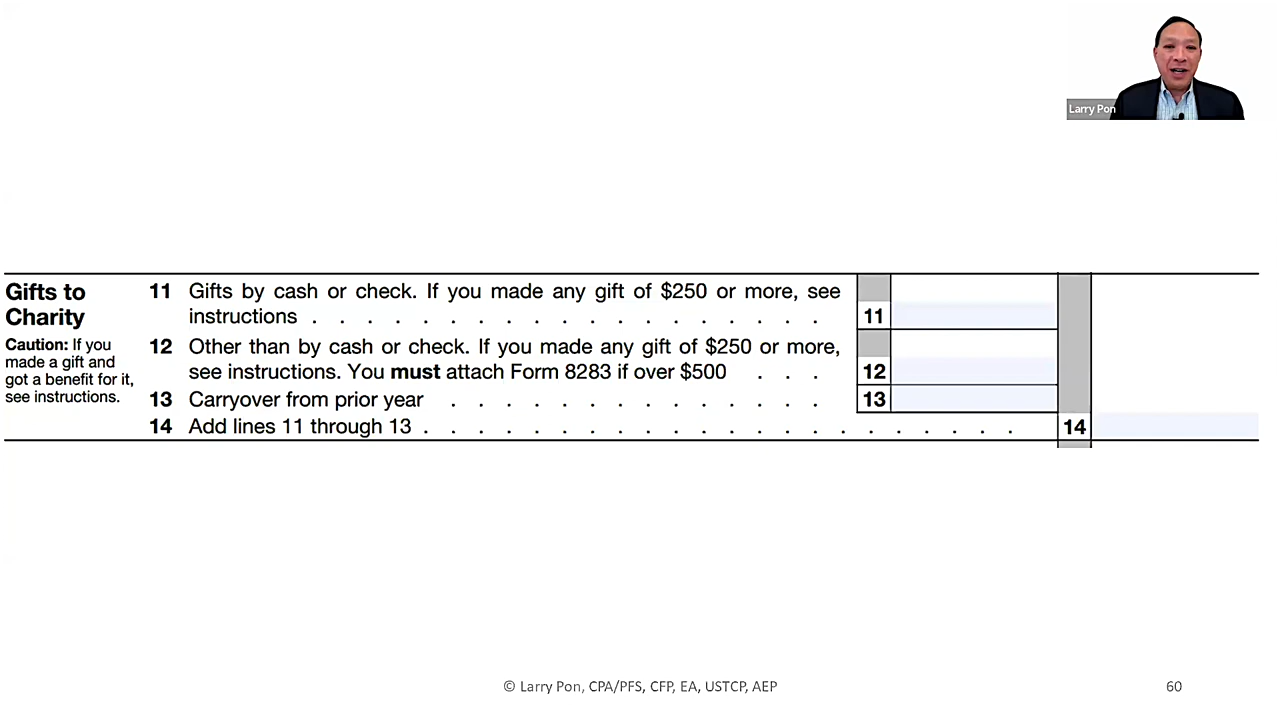 Larry Pon
Gifts to
Charity
Caution: If you
made a gift and
got a benefit for it,
see instructions.
11 Gifts by cash or check. If you made any gift of $250 or more, see
instructions . . . . . . . . . . . . . . . . . . . 11
12 Other than by cash or check. If you made any gift of $250 or more,
see instructions. You must attach Form 8283 if over $500 . . . 12
13 Carryover from prior year . . . . . . . . . . . . . . 13
14 Add lines 11 through 13 . . . . . . . . . . . . . . . . . . . . . . 14
© Larry Pon, CPA/PFS, CFP, EA, USTCP, AEP
60